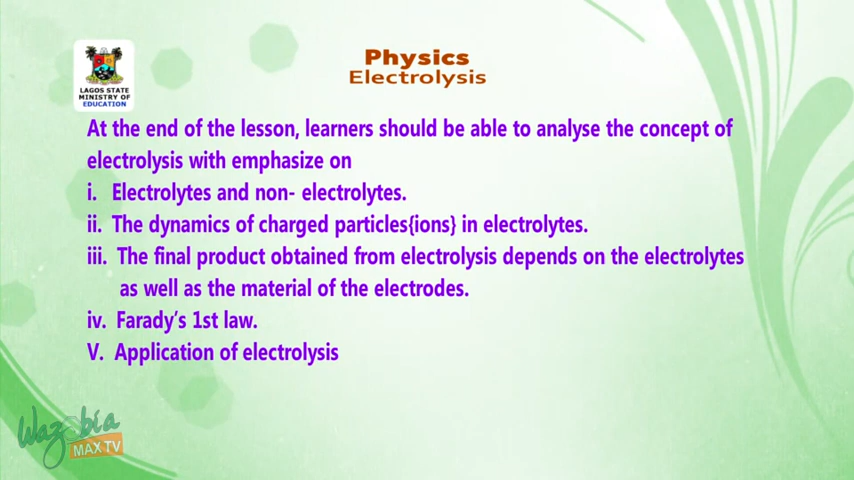 Physics
Electrolysis
LAGOS STATE
MINISTRY OF
EDUCATION
At the end of the lesson, learners should be able to analyse the concept of
electrolysis with emphasize on
i. Electrolytes and non- electrolytes.
ii. The dynamics of charged particles{ions} in electrolytes.
iii. The final product obtained from electrolysis depends on the electrolytes
as well as the material of the electrodes.
iv. Farady's 1st law.
V. Application of electrolysis
Wazobia
MAX TV